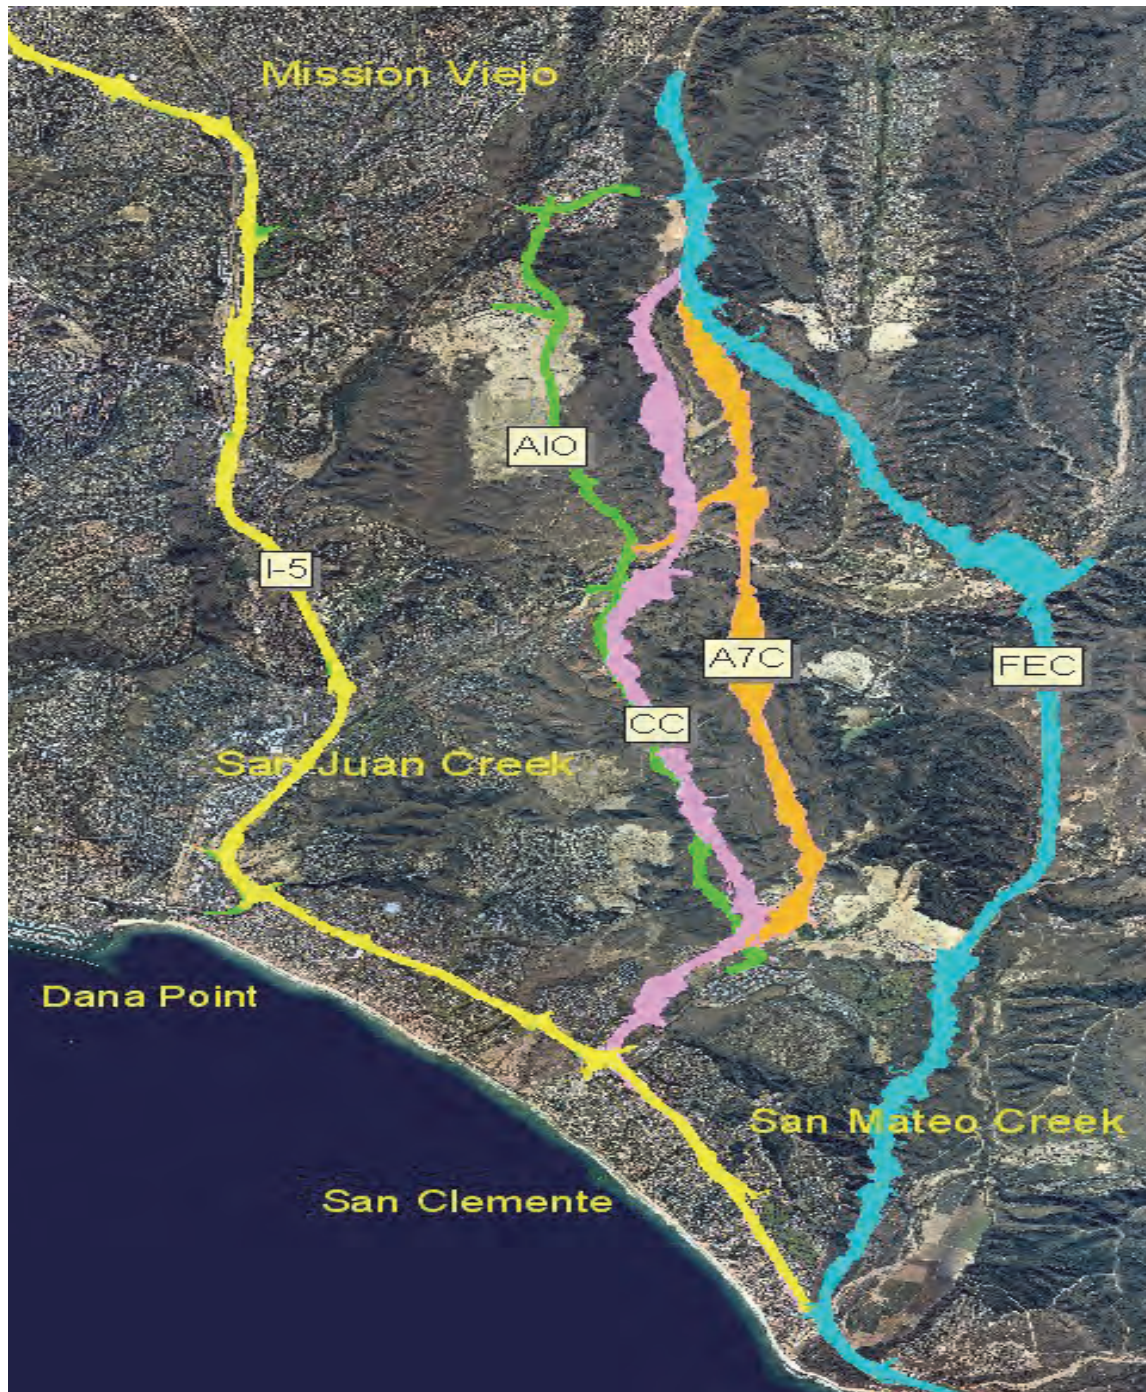 Mission Viejo
AIO
I-5
A7C
FEC
CC
San Juan Creek
Dana Point
San Mateo Creek
San Clemente